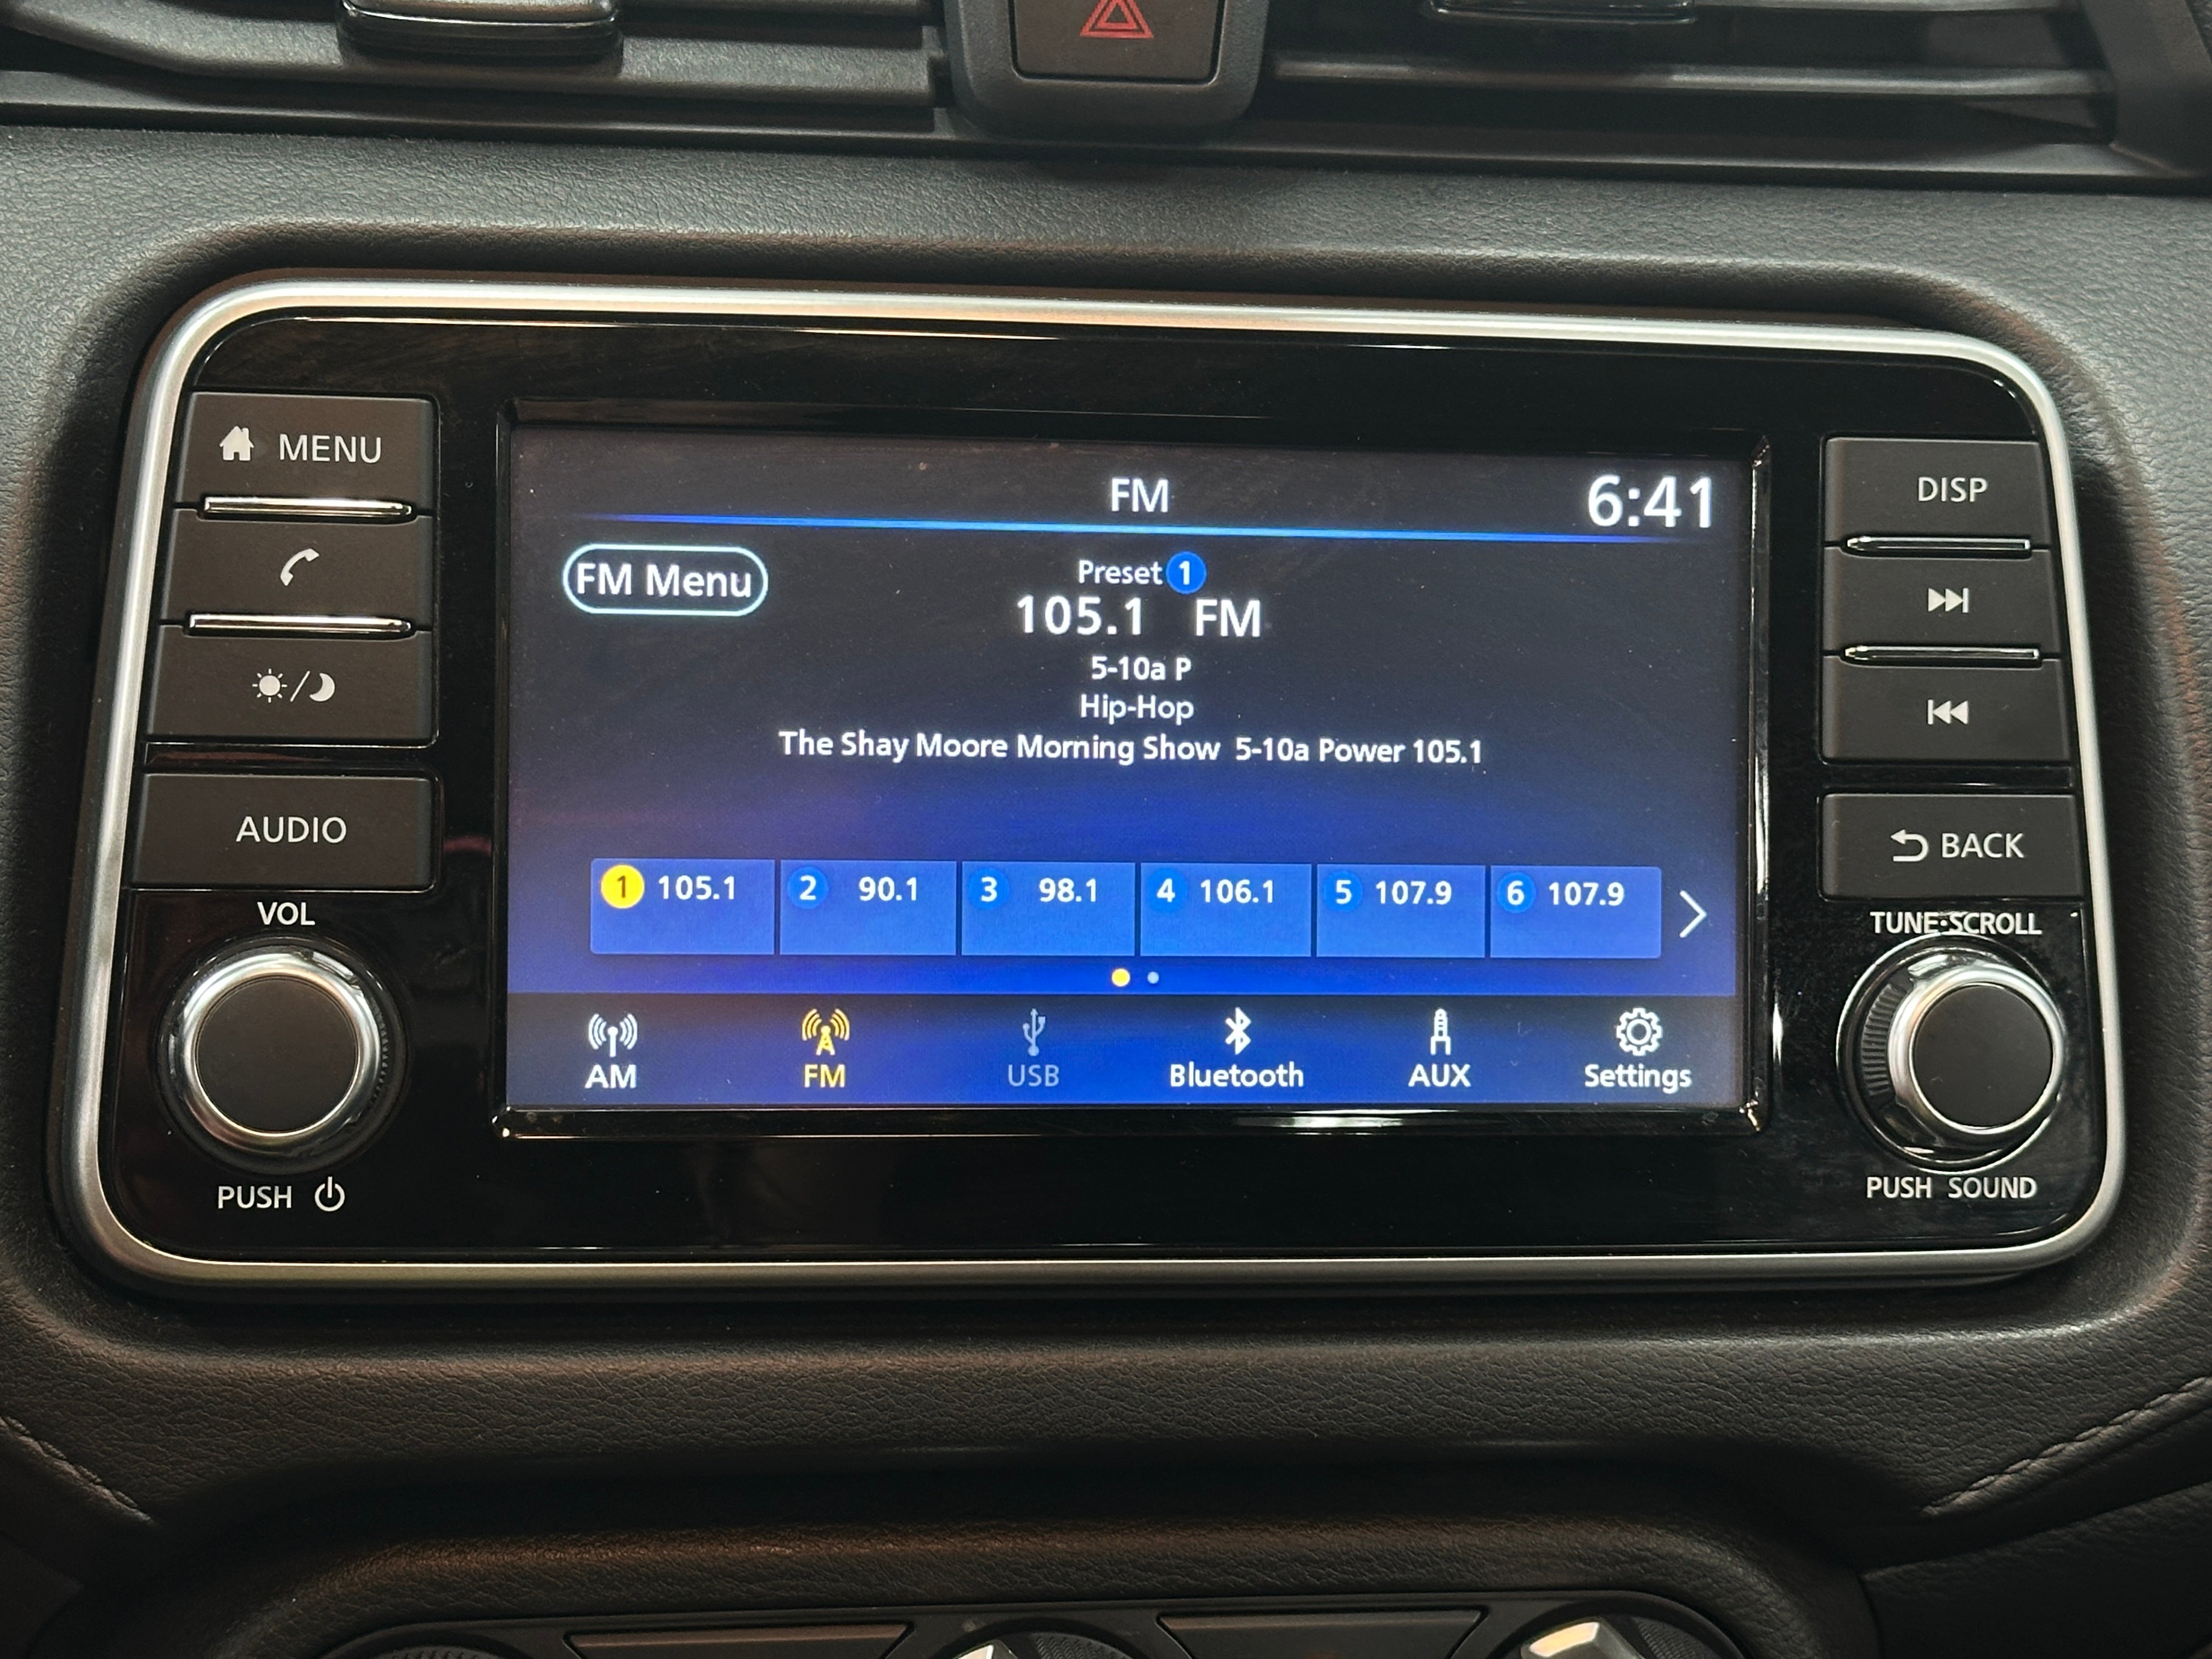 MENU
AUDIO
VOL
PUSH
FM
6:41
FM Menu
Preset 1
105.1 FM
5-10a P
Hip-Hop
The Shay Moore Morning Show 5-10a Power 105.1
1 105.1 2 90.1 3 98.1 4 106.1 5 107.9 6 107.9
AM FM USB Bluetooth AUX Settings
DISP
BACK
TUNE·SCROLL
PUSH SOUND